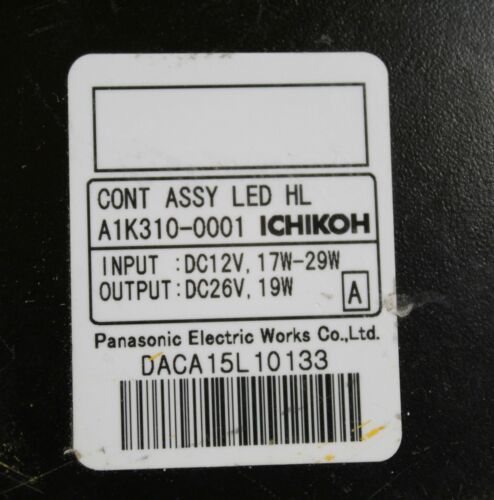 CONT ASSY LED HL
A1K310-0001 ICHIKOH
INPUT :DC12V, 17W-29W
OUTPUT:DC26V, 19W A
Panasonic Electric Works Co.,Ltd.
DACA15L10133